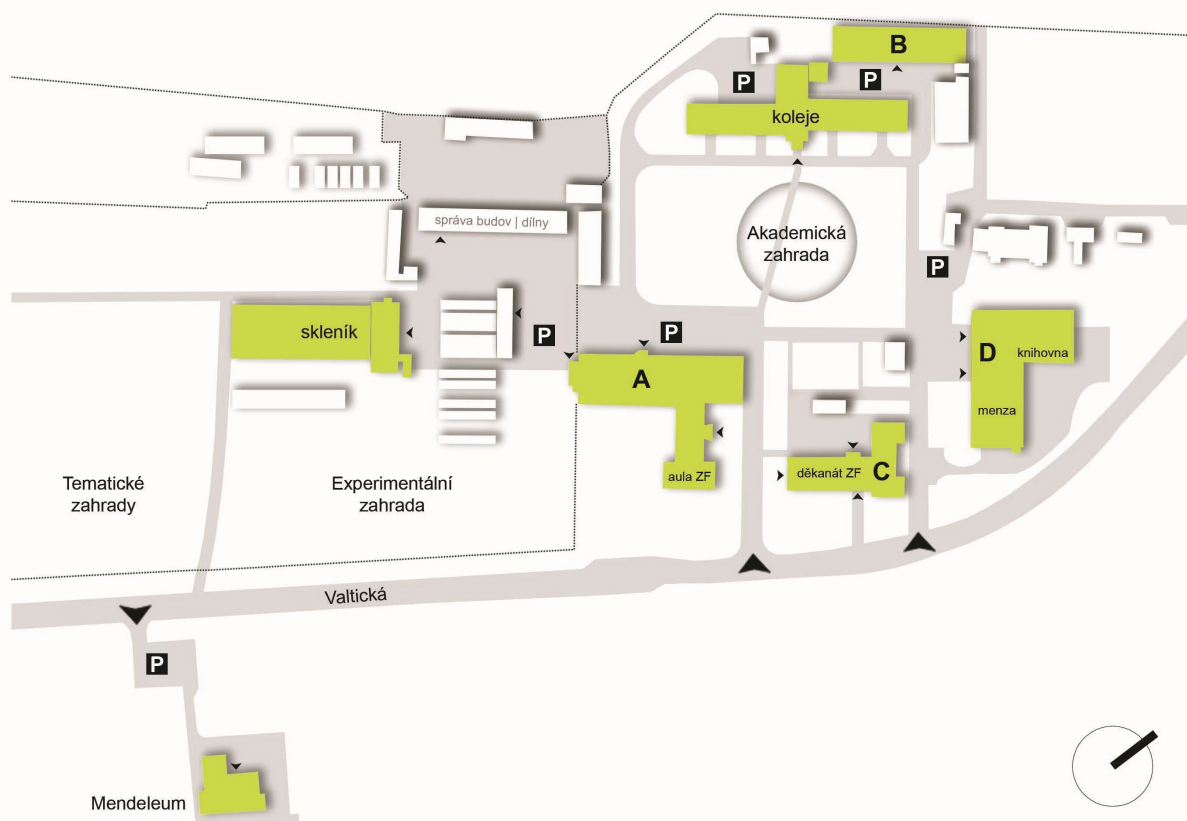 B
P
P
koleje
správa budov | dílny
Akademická
zahrada
P
skleník
P
P
D
knihovna
A
menza
aula ZF
děkanát ZF
C
Tematické
zahrady
Experimentální
zahrada
Valtická
P
Mendeleum